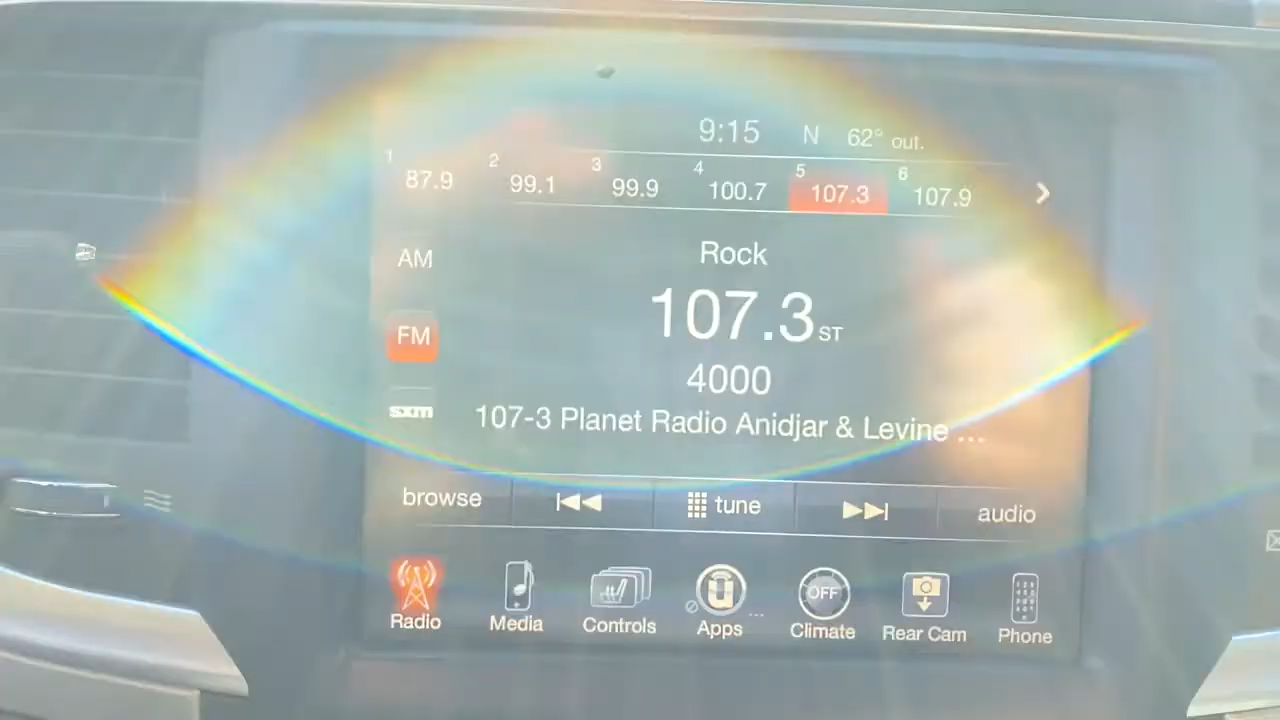 9:15 N 62° out.
1 87.9 2 99.1 3 99.9 4 100.7 5 107.3 6 107.9
AM
Rock
FM
107.3 ST
4000
sxm
107-3 Planet Radio Anidjar & Levine ...
browse tune audio
OFF
Radio Media Controls Apps ... Climate Rear Cam Phone